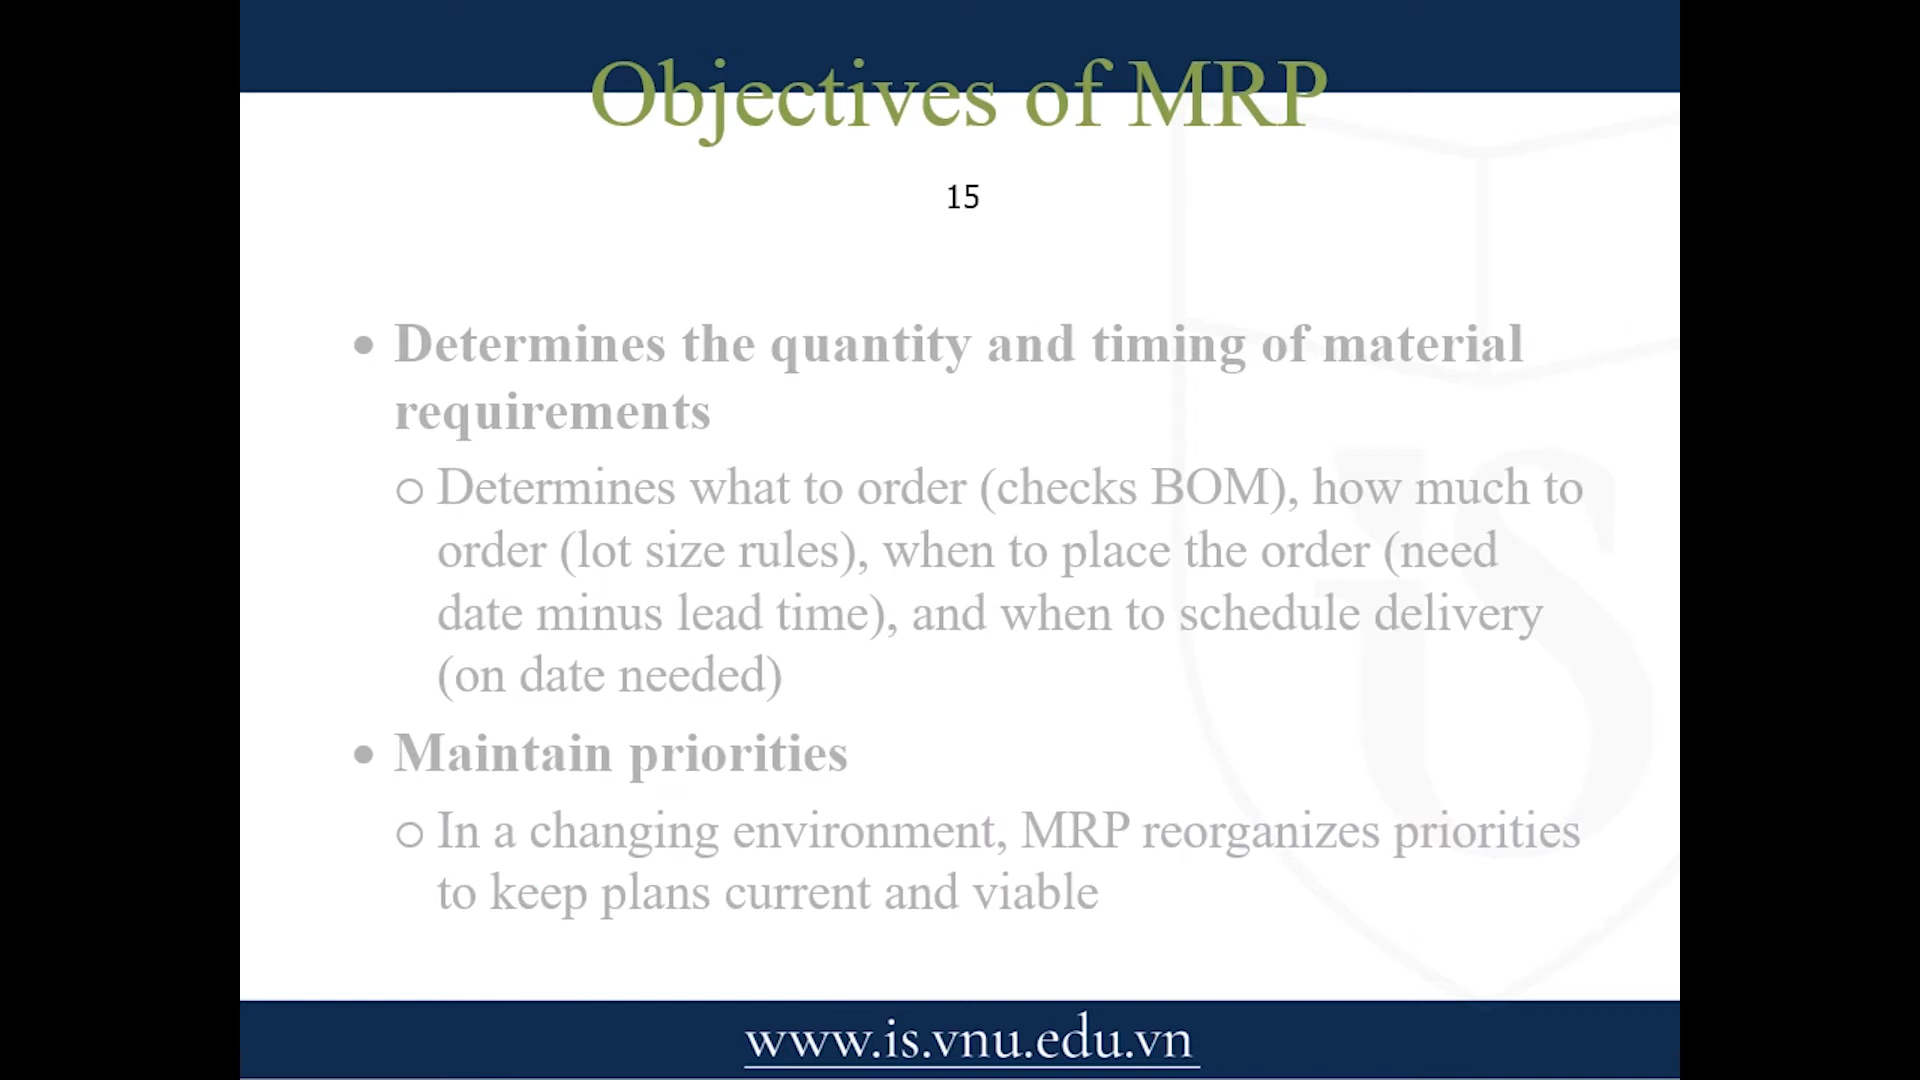 Objectives of MRP
15
• Determines the quantity and timing of material
requirements
○ Determines what to order (checks BOM), how much to
order (lot size rules), when to place the order (need
date minus lead time), and when to schedule delivery
(on date needed)
• Maintain priorities
○ In a changing environment, MRP reorganizes priorities
to keep plans current and viable
www.is.vnu.edu.vn